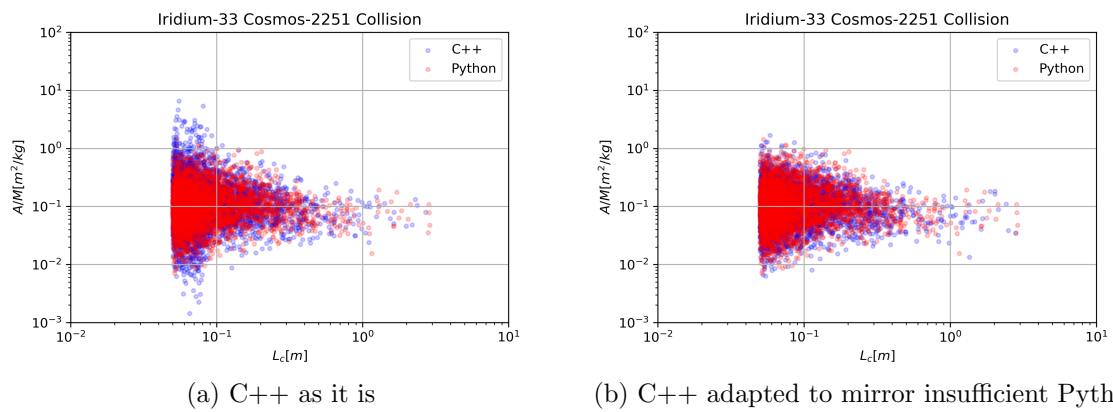 Iridium-33 Cosmos-2251 Collision
10²
10¹
10⁰
10⁻¹
10⁻²
10⁻³
A/M[m²/kg]
C++
Python
10⁻²
10⁻¹
10⁰
10¹
L_c[m]
(a) C++ as it is
Iridium-33 Cosmos-2251 Collision
10²
10¹
10⁰
10⁻¹
10⁻²
10⁻³
A/M[m²/kg]
C++
Python
10⁻²
10⁻¹
10⁰
10¹
L_c[m]
(b) C++ adapted to mirror insufficient Pyth